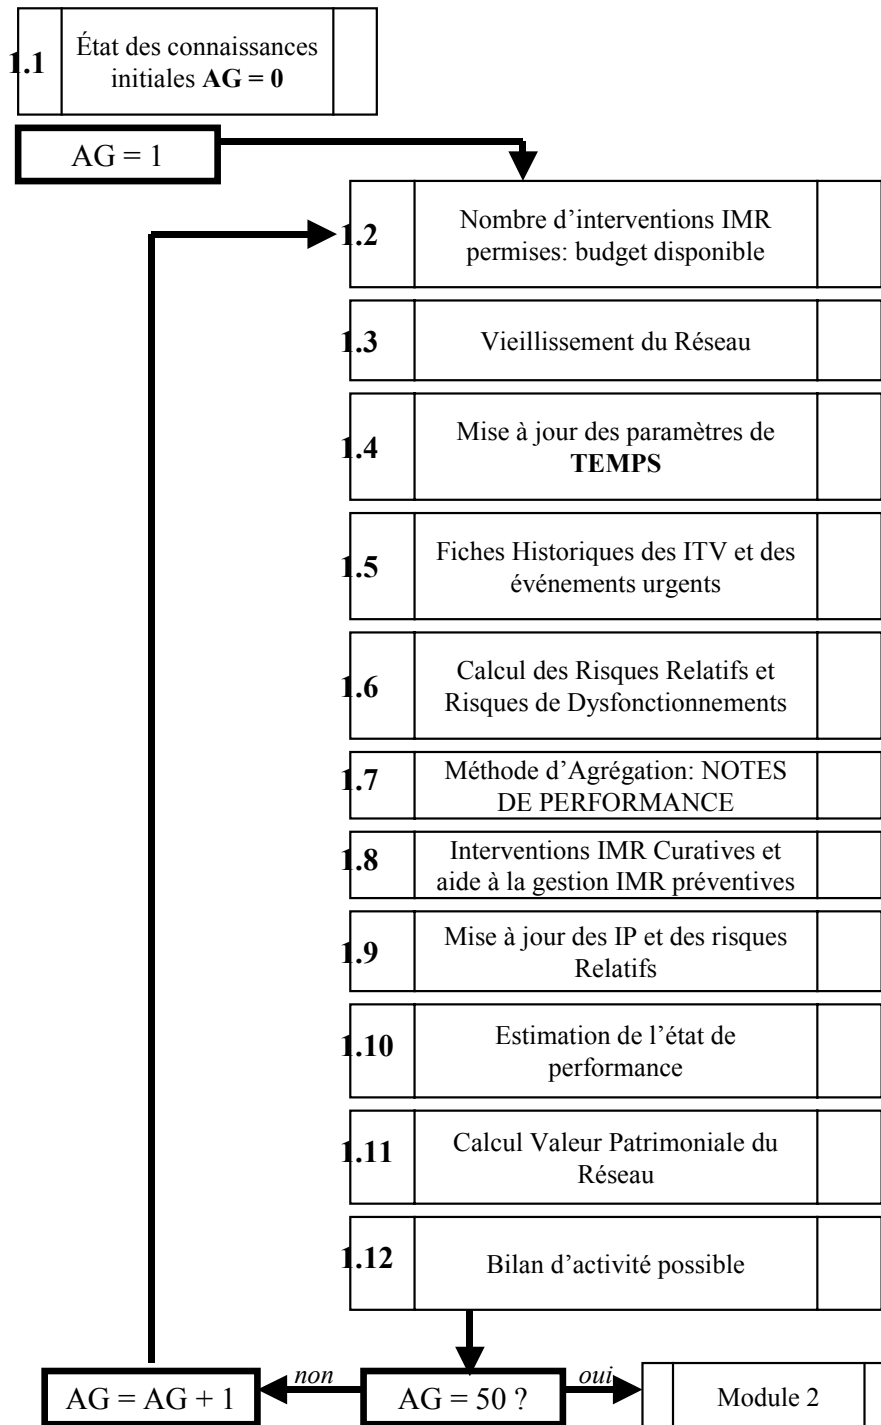 1.1
État des connaissances
initiales AG = 0
AG = 1
1.2
Nombre d’interventions IMR
permises: budget disponible
1.3
Vieillissement du Réseau
1.4
Mise à jour des paramètres de
TEMPS
1.5
Fiches Historiques des ITV et des
événements urgents
1.6
Calcul des Risques Relatifs et
Risques de Dysfonctionnements
1.7
Méthode d’Agrégation: NOTES
DE PERFORMANCE
1.8
Interventions IMR Curatives et
aide à la gestion IMR préventives
1.9
Mise à jour des IP et des risques
Relatifs
1.10
Estimation de l’état de
performance
1.11
Calcul Valeur Patrimoniale du
Réseau
1.12
Bilan d’activité possible
AG = AG + 1
non
AG = 50 ?
oui
Module 2